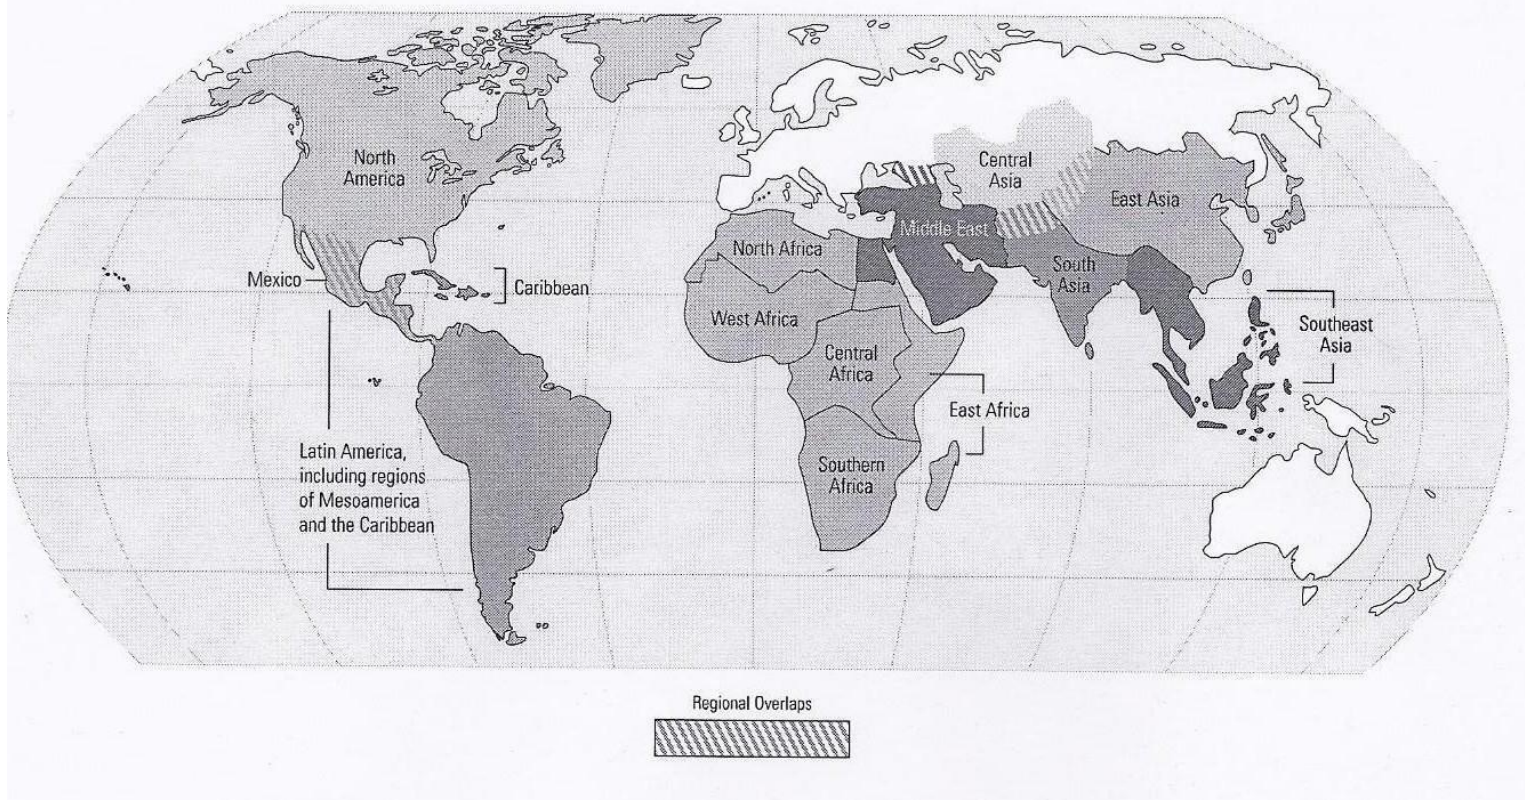 North
America
Central
Asia
East Asia
Middle East
North Africa
South
Asia
Mexico
Caribbean
West Africa
Southeast
Asia
Central
Africa
East Africa
Latin America,
including regions
of Mesoamerica
and the Caribbean
Southern
Africa
Regional Overlaps